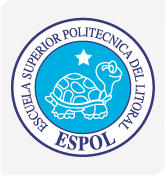 ESCUELA SUPERIOR POLITECNICA DEL LITORAL
ESPOL